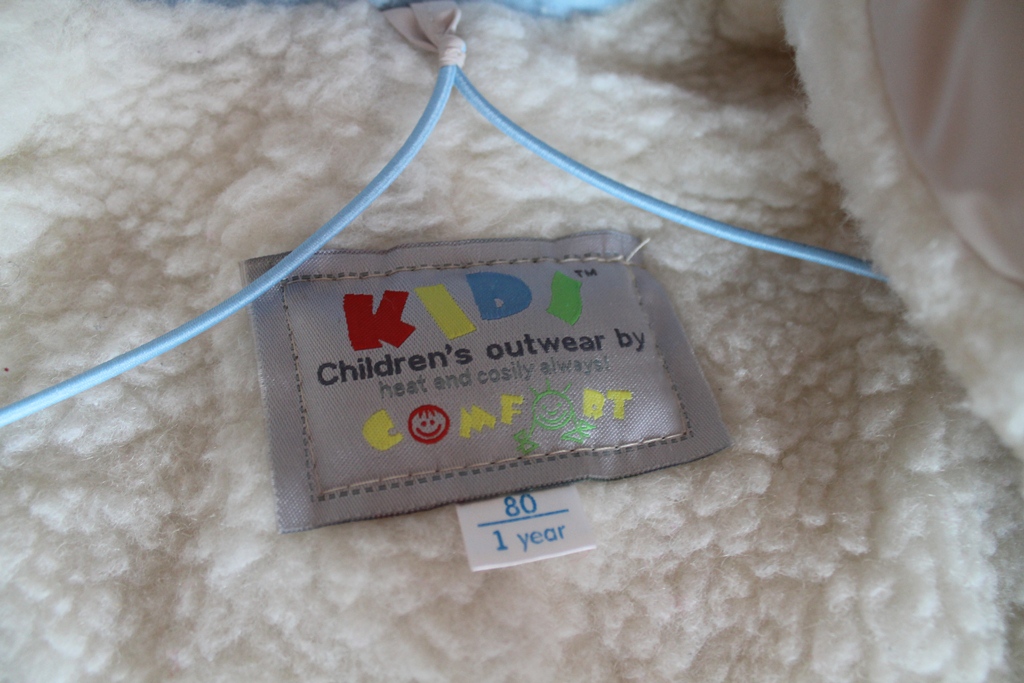 KIDS™
Children's outwear by
heat and cosily always!
COMFORT
80
1 year